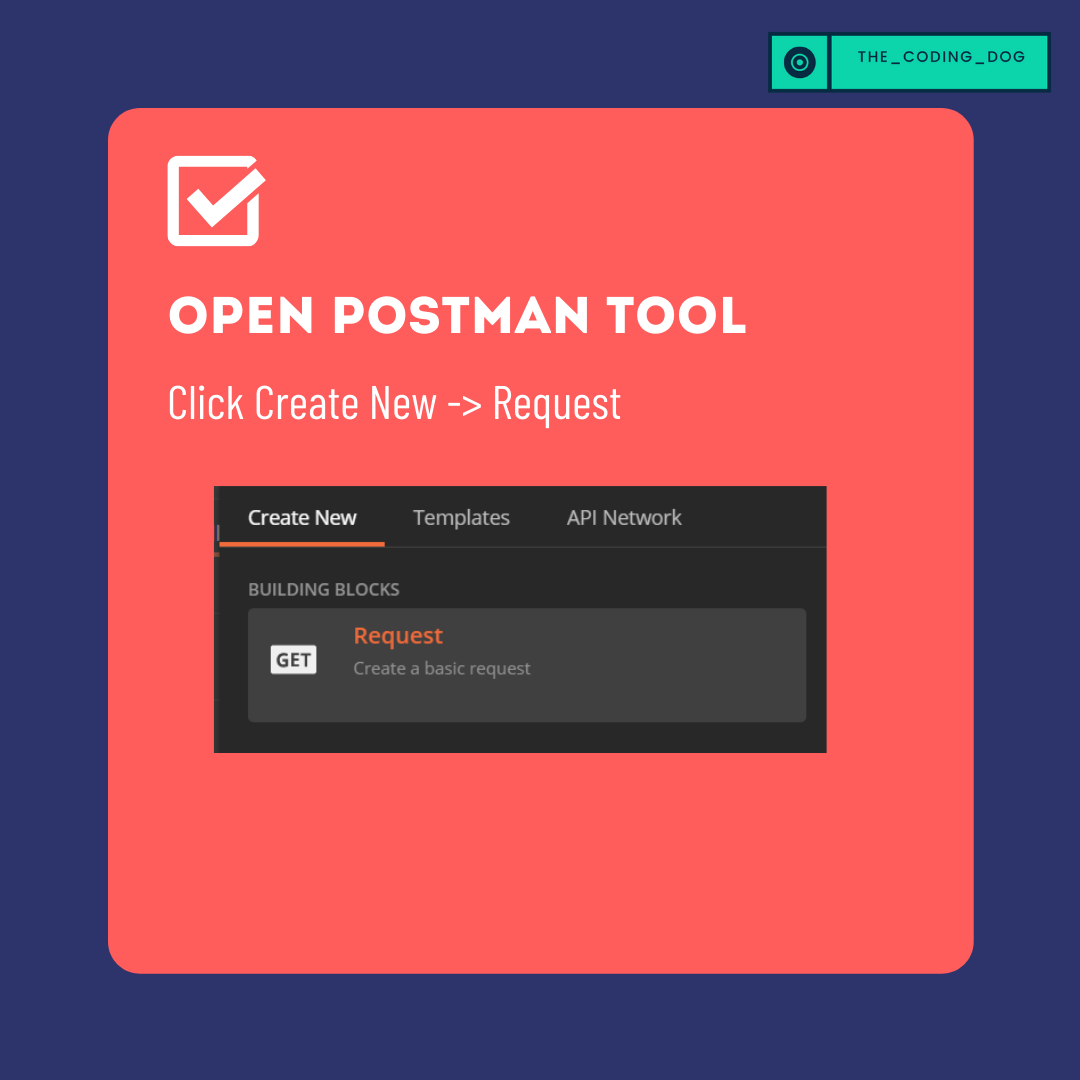 THE_CODING_DOG
OPEN POSTMAN TOOL
Click Create New -> Request
Create New Templates API Network
BUILDING BLOCKS
Request
GET
Create a basic request